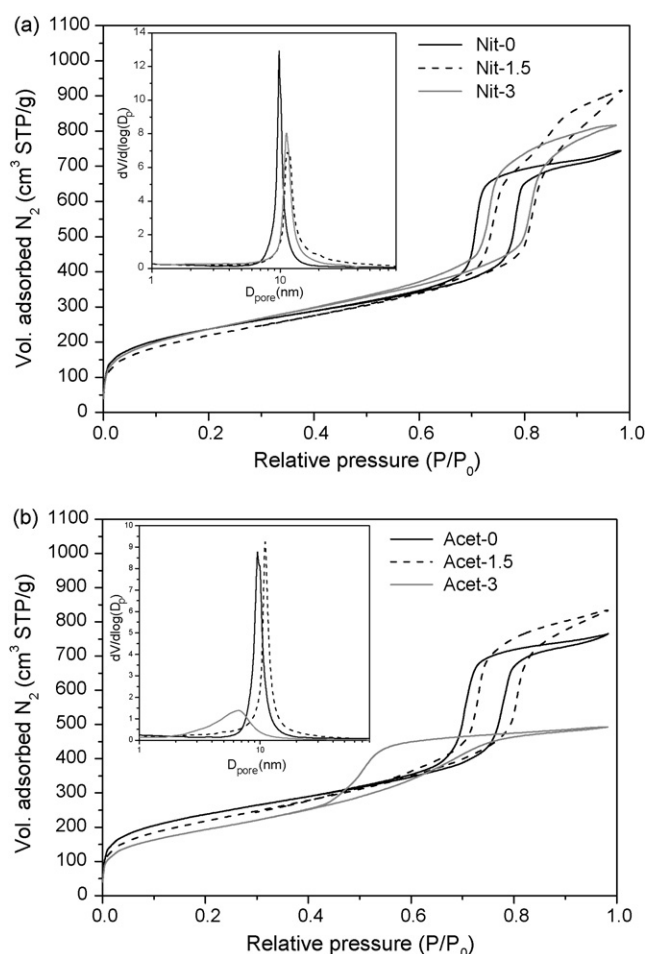 (a)
1100
1000
900
800
700
600
500
400
300
200
100
0
Vol. adsorbed N2 (cm3 STP/g)
0.0 0.2 0.4 0.6 0.8 1.0
Relative pressure (P/P0)
Nit-0
Nit-1.5
Nit-3
14
12
10
8
6
4
2
0
dV/d(log(Dp)
1 10
Dpore(nm)
(b)
1100
1000
900
800
700
600
500
400
300
200
100
0
Vol. adsorbed N2 (cm3 STP/g)
0.0 0.2 0.4 0.6 0.8 1.0
Relative pressure (P/P0)
Acet-0
Acet-1.5
Acet-3
10
9
8
7
6
5
4
3
2
1
0
dV/dlog(Dp)
1 10
Dpore(nm)